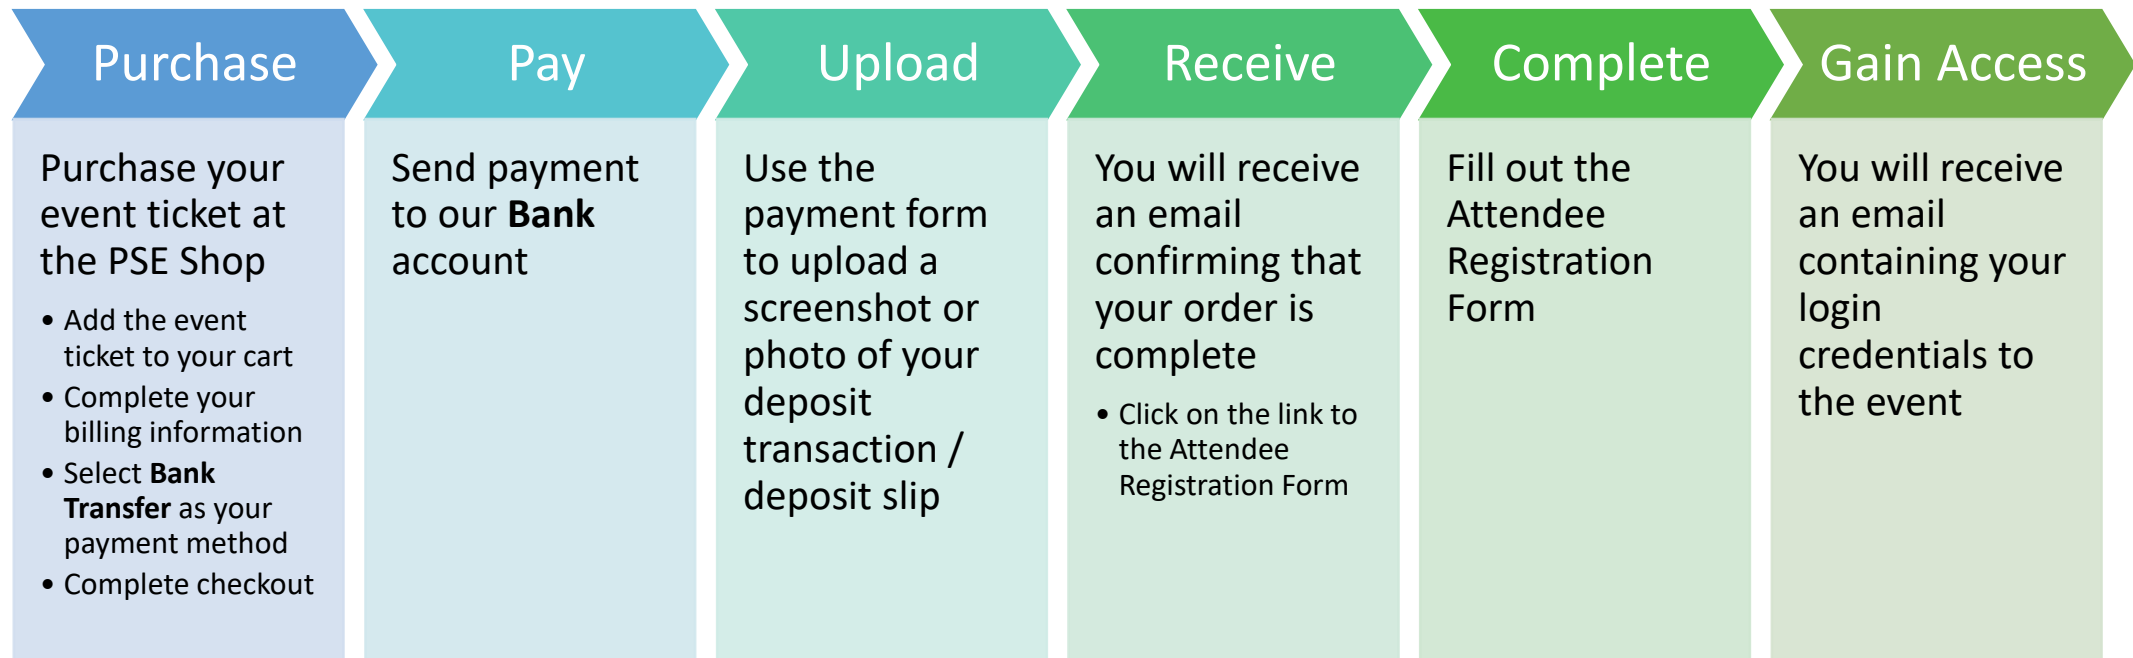 Purchase
Purchase your
event ticket at
the PSE Shop
• Add the event
ticket to your cart
• Complete your
billing information
• Select Bank
Transfer as your
payment method
• Complete checkout
Pay
Send payment
to our Bank
account
Upload
Use the
payment form
to upload a
screenshot or
photo of your
deposit
transaction /
deposit slip
Receive
You will receive
an email
confirming that
your order is
complete
• Click on the link to
the Attendee
Registration Form
Complete
Fill out the
Attendee
Registration
Form
Gain Access
You will receive
an email
containing your
login
credentials to
the event